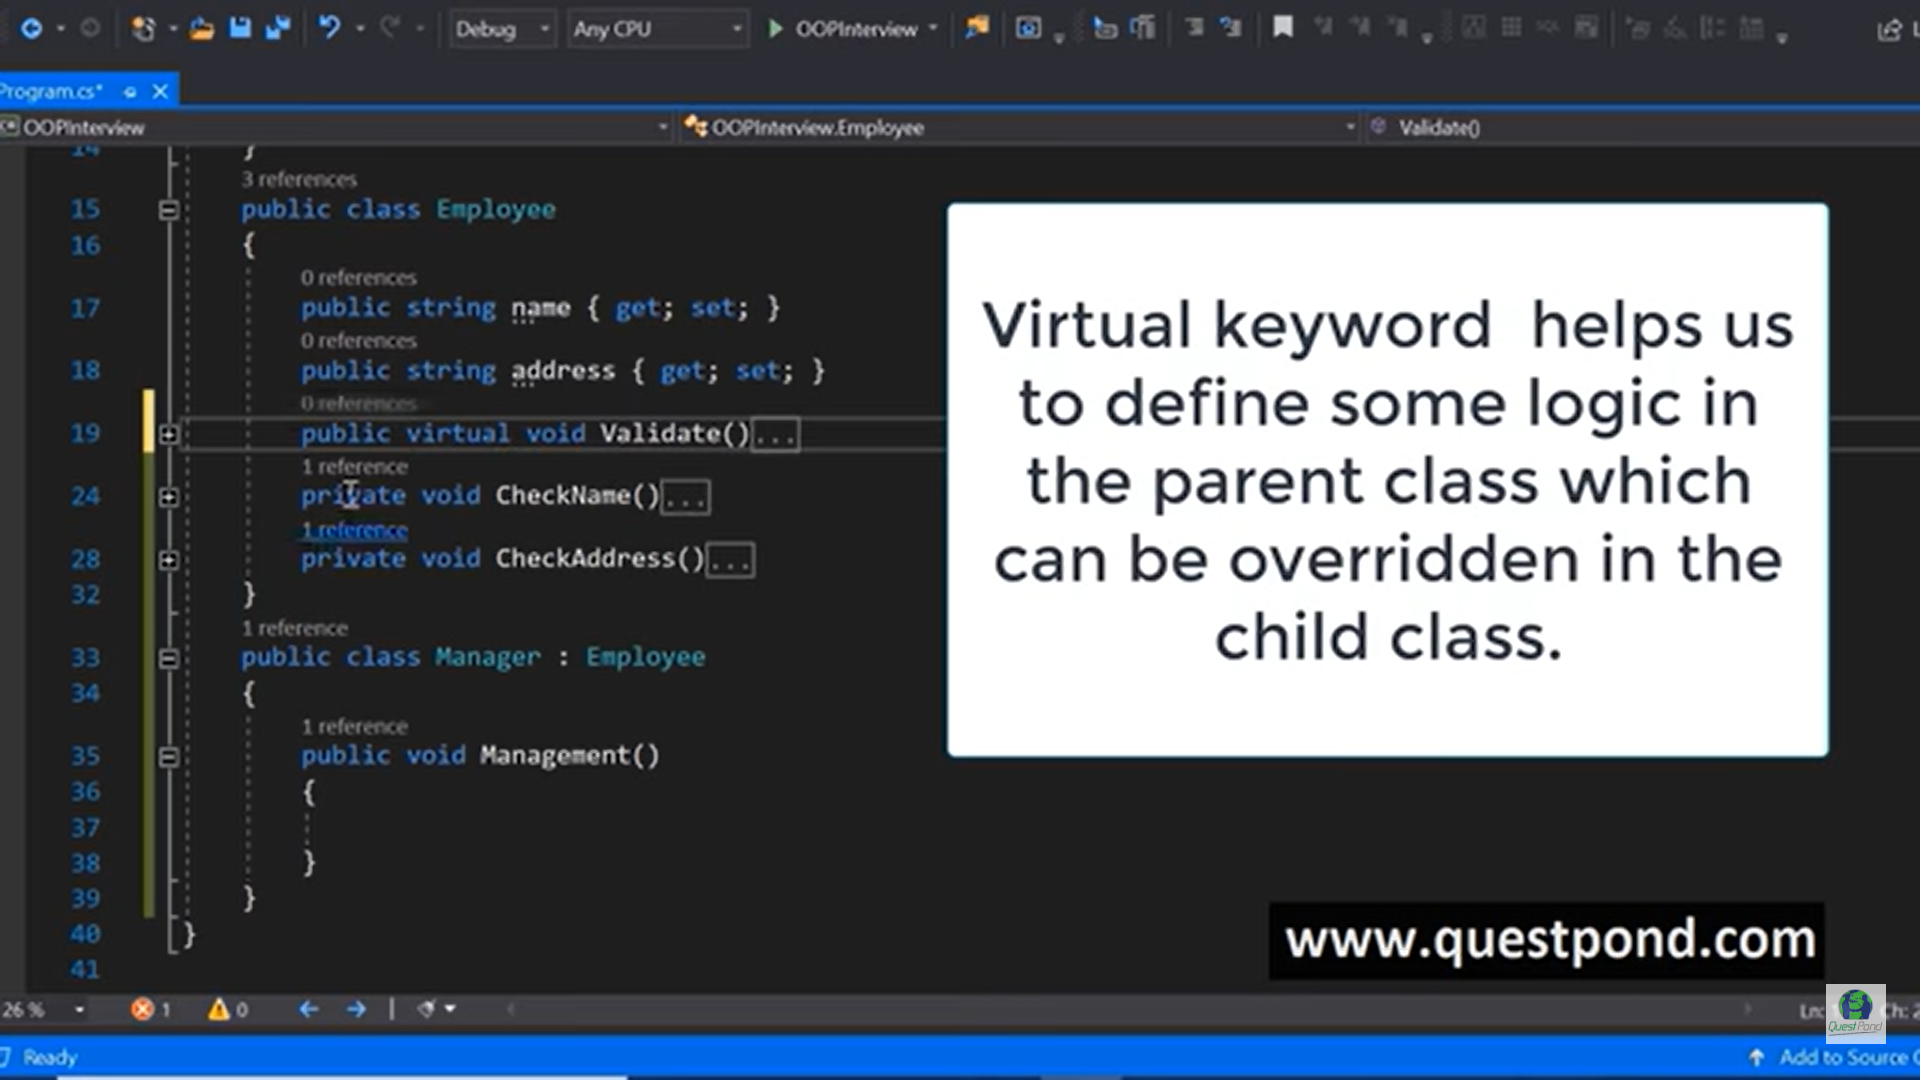 Debug
Any CPU
OOPInterview
Program.cs*
OOPInterview
OOPInterview.Employee
Validate()
14 }
3 references
15 public class Employee
16 {
0 references
17 public string name { get; set; }
0 references
18 public string address { get; set; }
0 references
19 public virtual void Validate()...
1 reference
24 private void CheckName()...
1 reference
28 private void CheckAddress()...
32 }
1 reference
33 public class Manager : Employee
34 {
1 reference
35 public void Management()
36 {
37
38 }
39 }
40 }
41
Virtual keyword helps us
to define some logic in
the parent class which
can be overridden in the
child class.
www.questpond.com
QuestPond
26 %
1
0
Ln:
Ch:
Ready
Add to Source